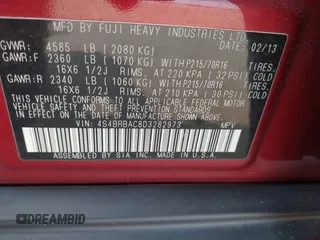 MFD. BY FUJI HEAVY INDUSTRIES LTD. 02/13
GVWR: 4585 LB (2080 KG)
GAWR:F 2360 LB (1070 KG) WITH P215/70R16 TIRES,
16X6 1/2J RIMS, AT 220 KPA (32 PSI) COLD
GAWR:R 2340 LB (1060 KG) WITH P215/70R16 TIRES,
16X6 1/2J RIMS, AT 210 KPA (30 PSI) COLD
THIS VEHICLE CONFORMS TO ALL APPLICABLE FEDERAL MOTOR VEHICLE SAFETY AND THEFT PREVENTION STANDARDS IN EFFECT ON THE DATE OF MANUFACTURE SHOWN ABOVE.
VIN: 4S4BRBAC8D3282973 MPV
ASSEMBLED BY SIA INC. IN U.S.A.
AUTOBIDMASTER